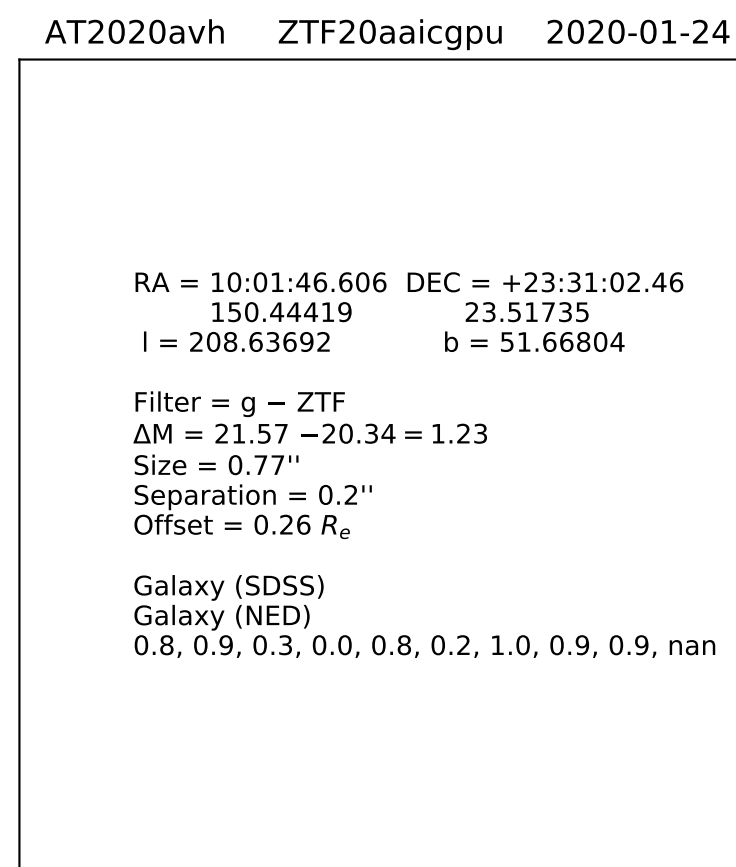 AT2020avh ZTF20aaicgpu 2020-01-24
RA = 10:01:46.606 DEC = +23:31:02.46
150.44419 23.51735
l = 208.63692 b = 51.66804
Filter = g − ZTF
ΔM = 21.57 −20.34 = 1.23
Size = 0.77''
Separation = 0.2''
Offset = 0.26 Rₑ
Galaxy (SDSS)
Galaxy (NED)
0.8, 0.9, 0.3, 0.0, 0.8, 0.2, 1.0, 0.9, 0.9, nan